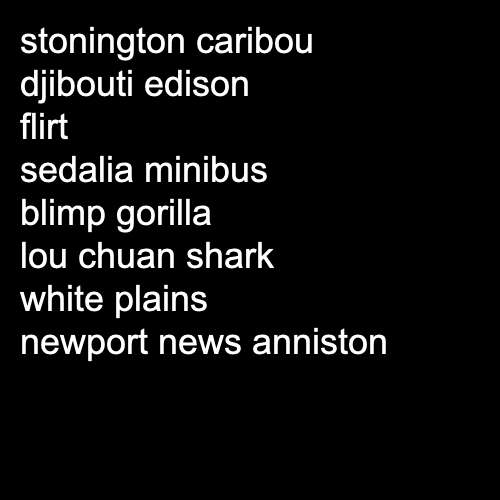 stonington caribou
djibouti edison
flirt
sedalia minibus
blimp gorilla
lou chuan shark
white plains
newport news anniston